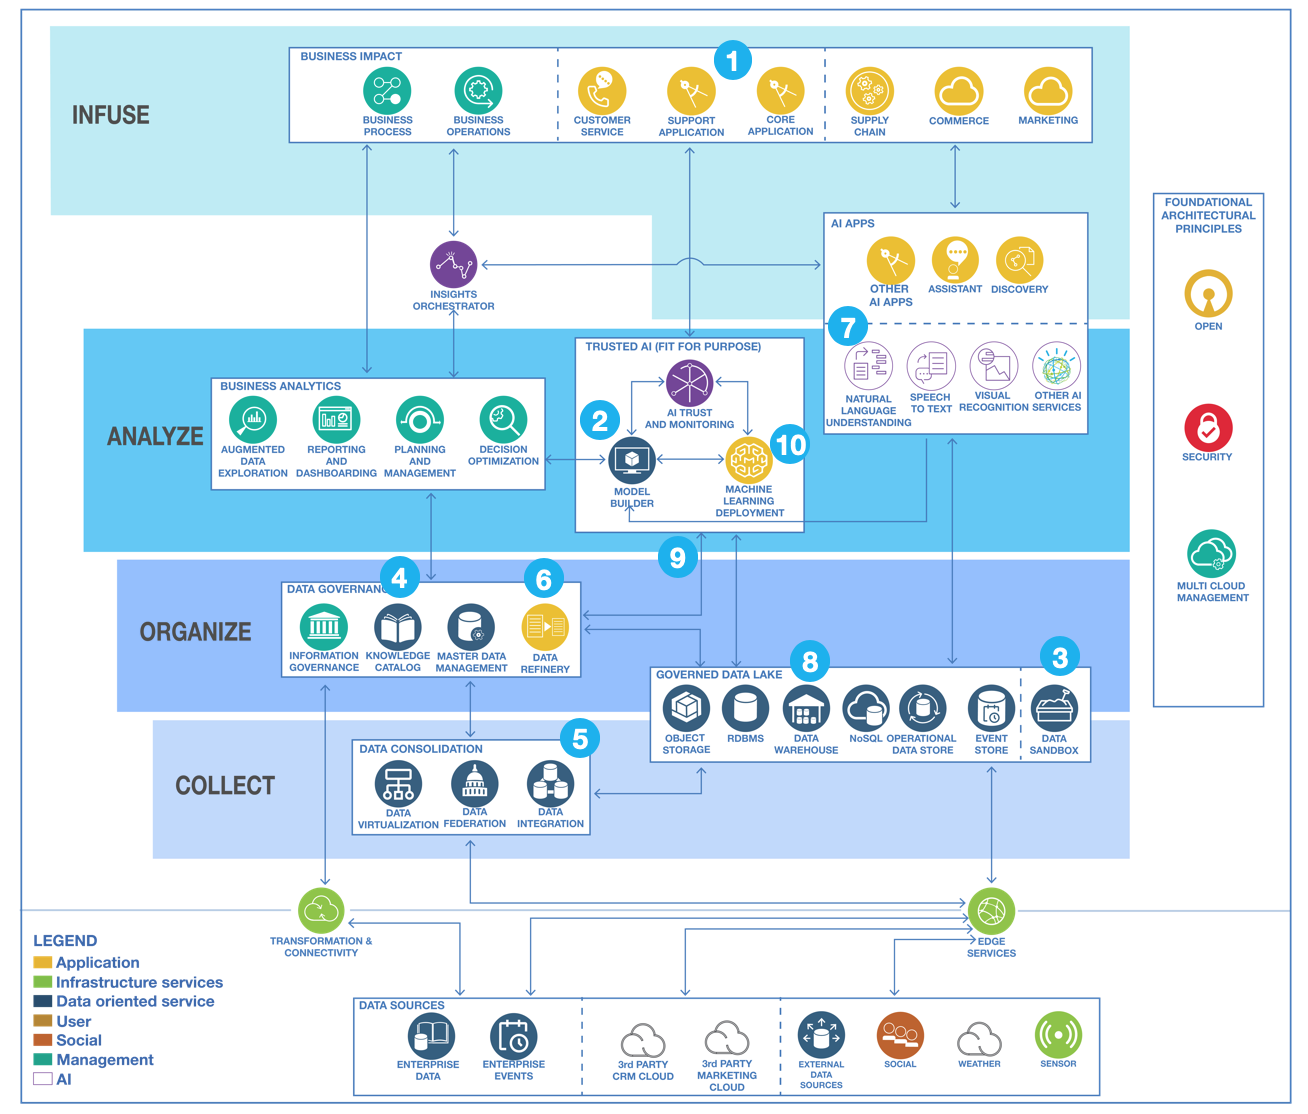 INFUSE
BUSINESS IMPACT
1
BUSINESS
PROCESS
BUSINESS
OPERATIONS
CUSTOMER
SERVICE
SUPPORT
APPLICATION
CORE
APPLICATION
SUPPLY
CHAIN
COMMERCE
MARKETING
FOUNDATIONAL
ARCHITECTURAL
PRINCIPLES
OPEN
SECURITY
MULTI CLOUD
MANAGEMENT
INSIGHTS
ORCHESTRATOR
AI APPS
OTHER
AI APPS
ASSISTANT
DISCOVERY
7
NATURAL
LANGUAGE
UNDERSTANDING
SPEECH
TO TEXT
VISUAL
RECOGNITION
OTHER AI
SERVICES
ANALYZE
BUSINESS ANALYTICS
AUGMENTED
DATA
EXPLORATION
REPORTING
AND
DASHBOARDING
PLANNING
AND
MANAGEMENT
DECISION
OPTIMIZATION
TRUSTED AI (FIT FOR PURPOSE)
AI TRUST
AND MONITORING
2
MODEL
BUILDER
10
MACHINE
LEARNING
DEPLOYMENT
9
ORGANIZE
DATA GOVERNANC
4
6
INFORMATION
GOVERNANCE
KNOWLEDGE
CATALOG
MASTER DATA
MANAGEMENT
DATA
REFINERY
GOVERNED DATA LAKE
8
3
OBJECT
STORAGE
RDBMS
DATA
WAREHOUSE
NoSQL
OPERATIONAL
DATA STORE
EVENT
STORE
DATA
SANDBOX
COLLECT
DATA CONSOLIDATION
5
DATA
VIRTUALIZATION
DATA
FEDERATION
DATA
INTEGRATION
TRANSFORMATION &
CONNECTIVITY
EDGE
SERVICES
LEGEND
Application
Infrastructure services
Data oriented service
User
Social
Management
AI
DATA SOURCES
ENTERPRISE
DATA
ENTERPRISE
EVENTS
3rd PARTY
CRM CLOUD
3rd PARTY
MARKETING
CLOUD
EXTERNAL
DATA
SOURCES
SOCIAL
WEATHER
SENSOR